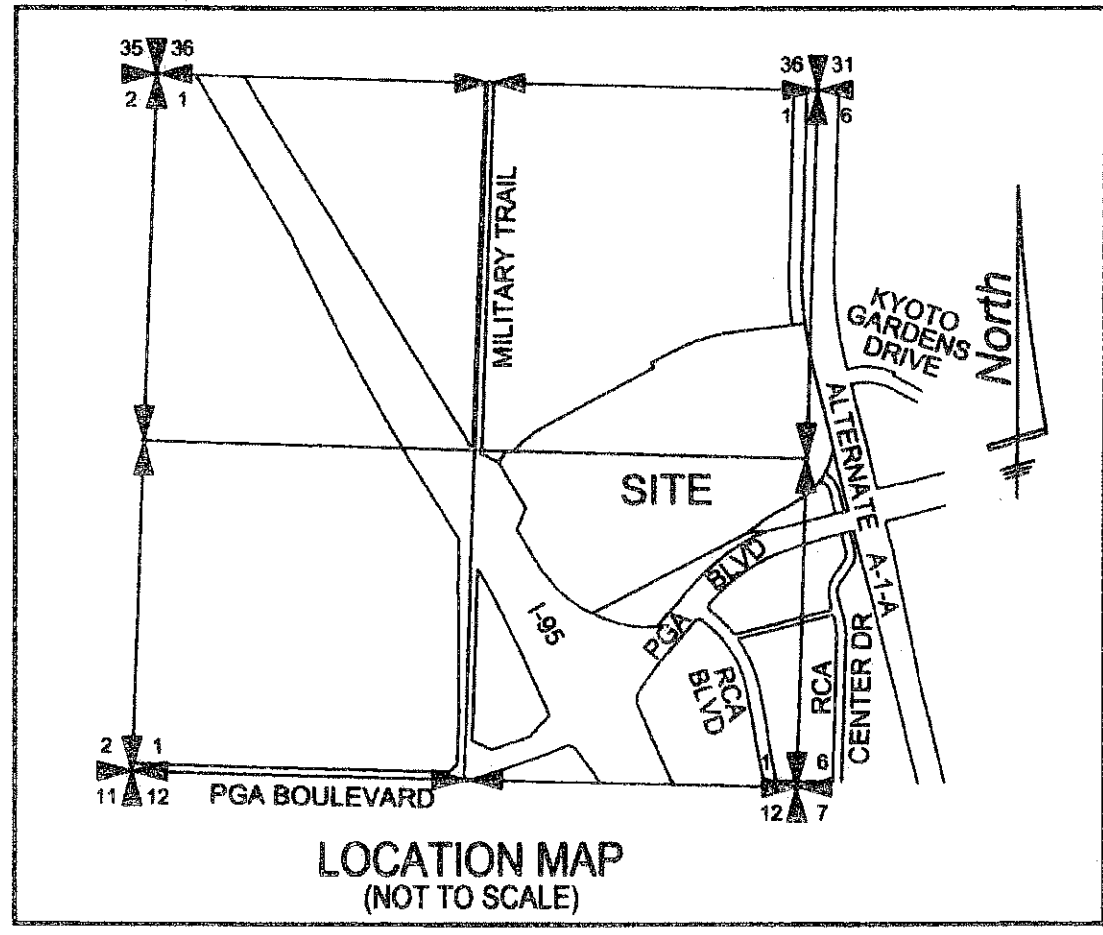 35 36
2 1
36 31
1 6
MILITARY TRAIL
KYOTO
GARDENS
DRIVE
North
ALTERNATE A-1-A
SITE
I-95
PGA BLVD
RCA
BLVD
RCA
CENTER DR
2 1
11 12
PGA BOULEVARD
1 6
12 7
LOCATION MAP
(NOT TO SCALE)